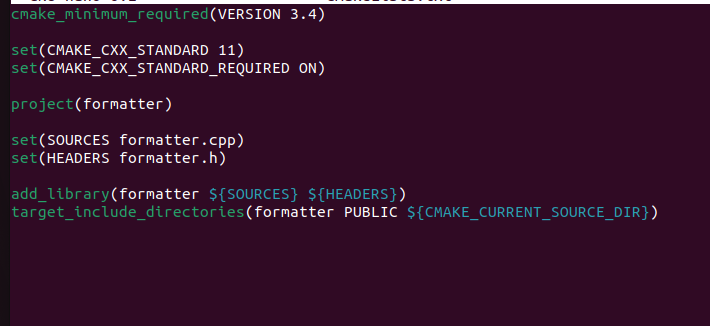 cmake_minimum_required(VERSION 3.4)
set(CMAKE_CXX_STANDARD 11)
set(CMAKE_CXX_STANDARD_REQUIRED ON)
project(formatter)
set(SOURCES formatter.cpp)
set(HEADERS formatter.h)
add_library(formatter ${SOURCES} ${HEADERS})
target_include_directories(formatter PUBLIC ${CMAKE_CURRENT_SOURCE_DIR})